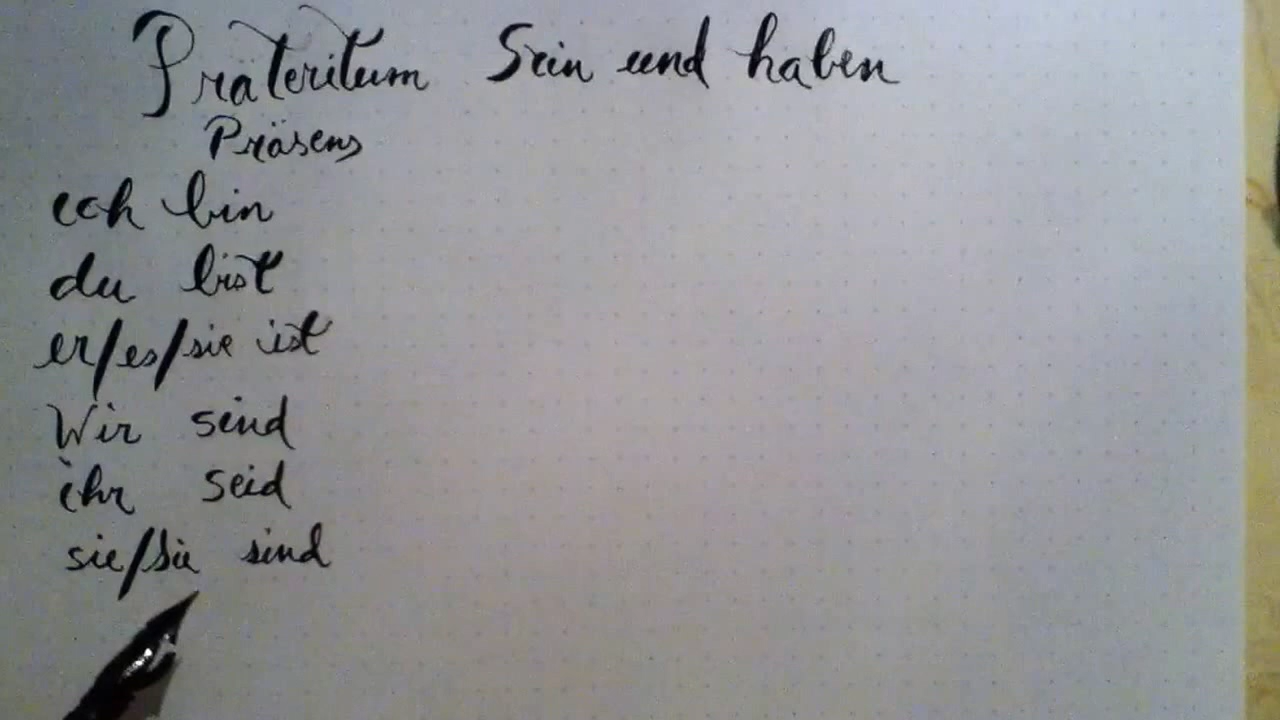 Präteritum Sein und haben
Präsens
ich bin
du bist
er/es/sie ist
Wir sind
ihr seid
sie/Sie sind